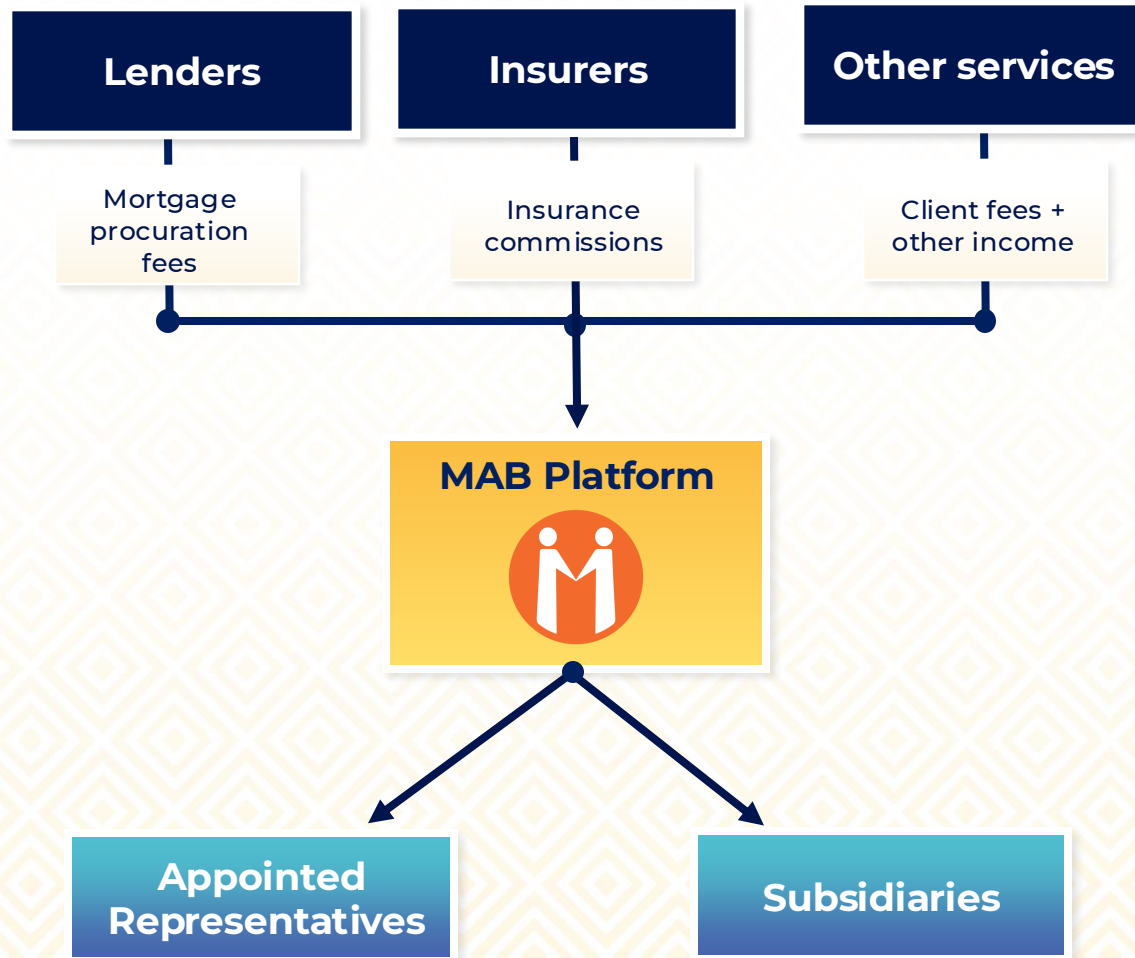 Lenders
Insurers
Other services
Mortgage
procuration
fees
Insurance
commissions
Client fees +
other income
MAB Platform
Appointed
Representatives
Subsidiaries